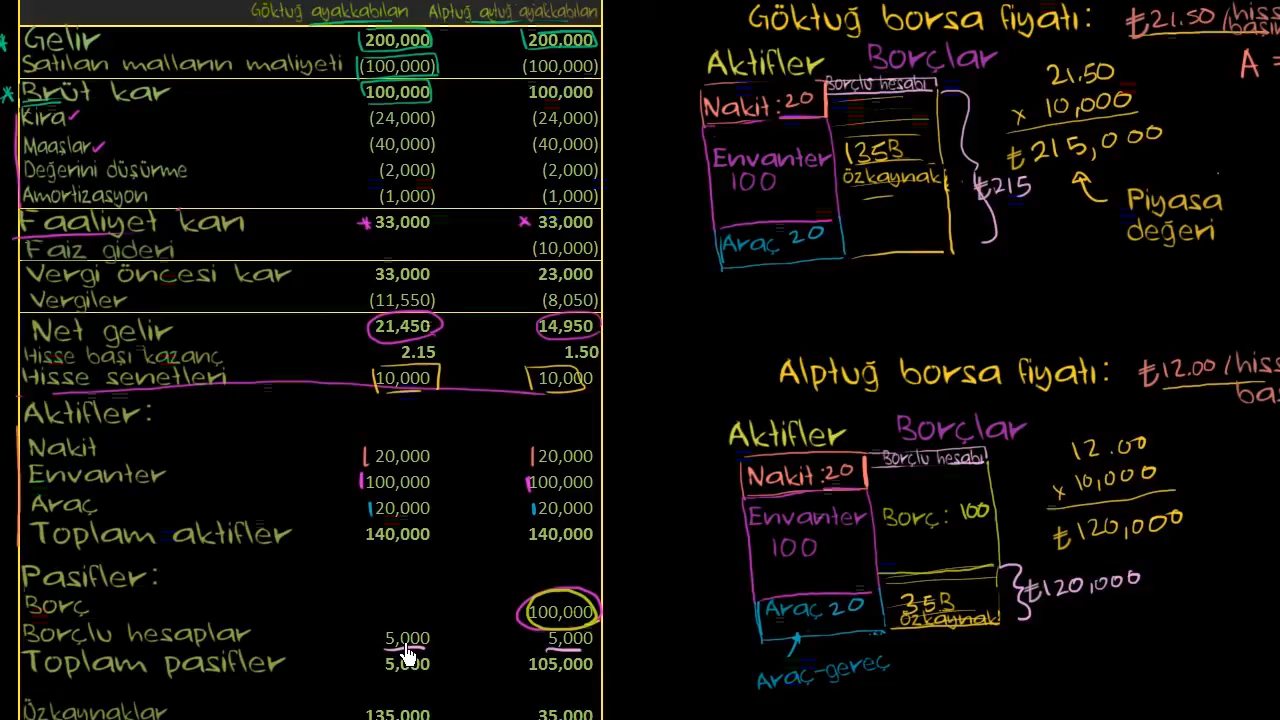 Göktuğ ayakkabıları Alptuğ aytuğ ayakkabıları
Gelir 200,000 200,000
Satılan malların maliyeti (100,000) (100,000)
Brüt kar 100,000 100,000
Kira (24,000) (24,000)
Maaşlar (40,000) (40,000)
Değerini düşürme (2,000) (2,000)
Amortizasyon (1,000) (1,000)
Faaliyet karı 33,000 33,000
Faiz gideri (10,000)
Vergi öncesi kar 33,000 23,000
Vergiler (11,550) (8,050)
Net gelir 21,450 14,950
Hisse başı kazanç 2.15 1.50
Hisse senetleri 10,000 10,000
Aktifler:
Nakit 20,000 20,000
Envanter 100,000 100,000
Araç 20,000 20,000
Toplam aktifler 140,000 140,000
Pasifler:
Borç 100,000
Borçlu hesaplar 5,000 5,000
Toplam pasifler 5,000 105,000
Özkaynaklar 135,000 35,000
Göktuğ borsa fiyatı: ₺21.50/hiss
başın
A =
Aktifler Borçlar
Borçlu hesabı
Nakit: 20
Envanter
100
Araç 20
135B
özkaynak
₺215
21.50
x 10,000
₺215,000
Piyasa
değeri
Alptuğ borsa fiyatı: ₺12.00/hiss
baş
Aktifler Borçlar
Borçlu hesabı
Nakit: 20
Envanter
100
Araç 20
Borç: 100
35B
özkaynak
₺120,000
12.00
x 10,000
₺120,000
Araç-gereç